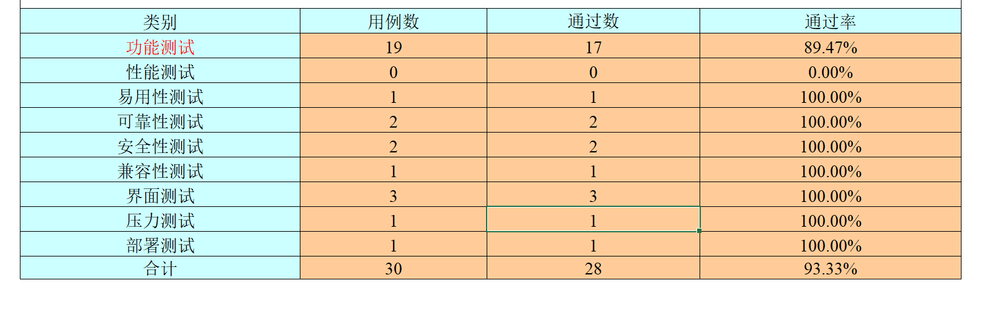 类别 用例数 通过数 通过率
功能测试 19 17 89.47%
性能测试 0 0 0.00%
易用性测试 1 1 100.00%
可靠性测试 2 2 100.00%
安全性测试 2 2 100.00%
兼容性测试 1 1 100.00%
界面测试 3 3 100.00%
压力测试 1 1 100.00%
部署测试 1 1 100.00%
合计 30 28 93.33%